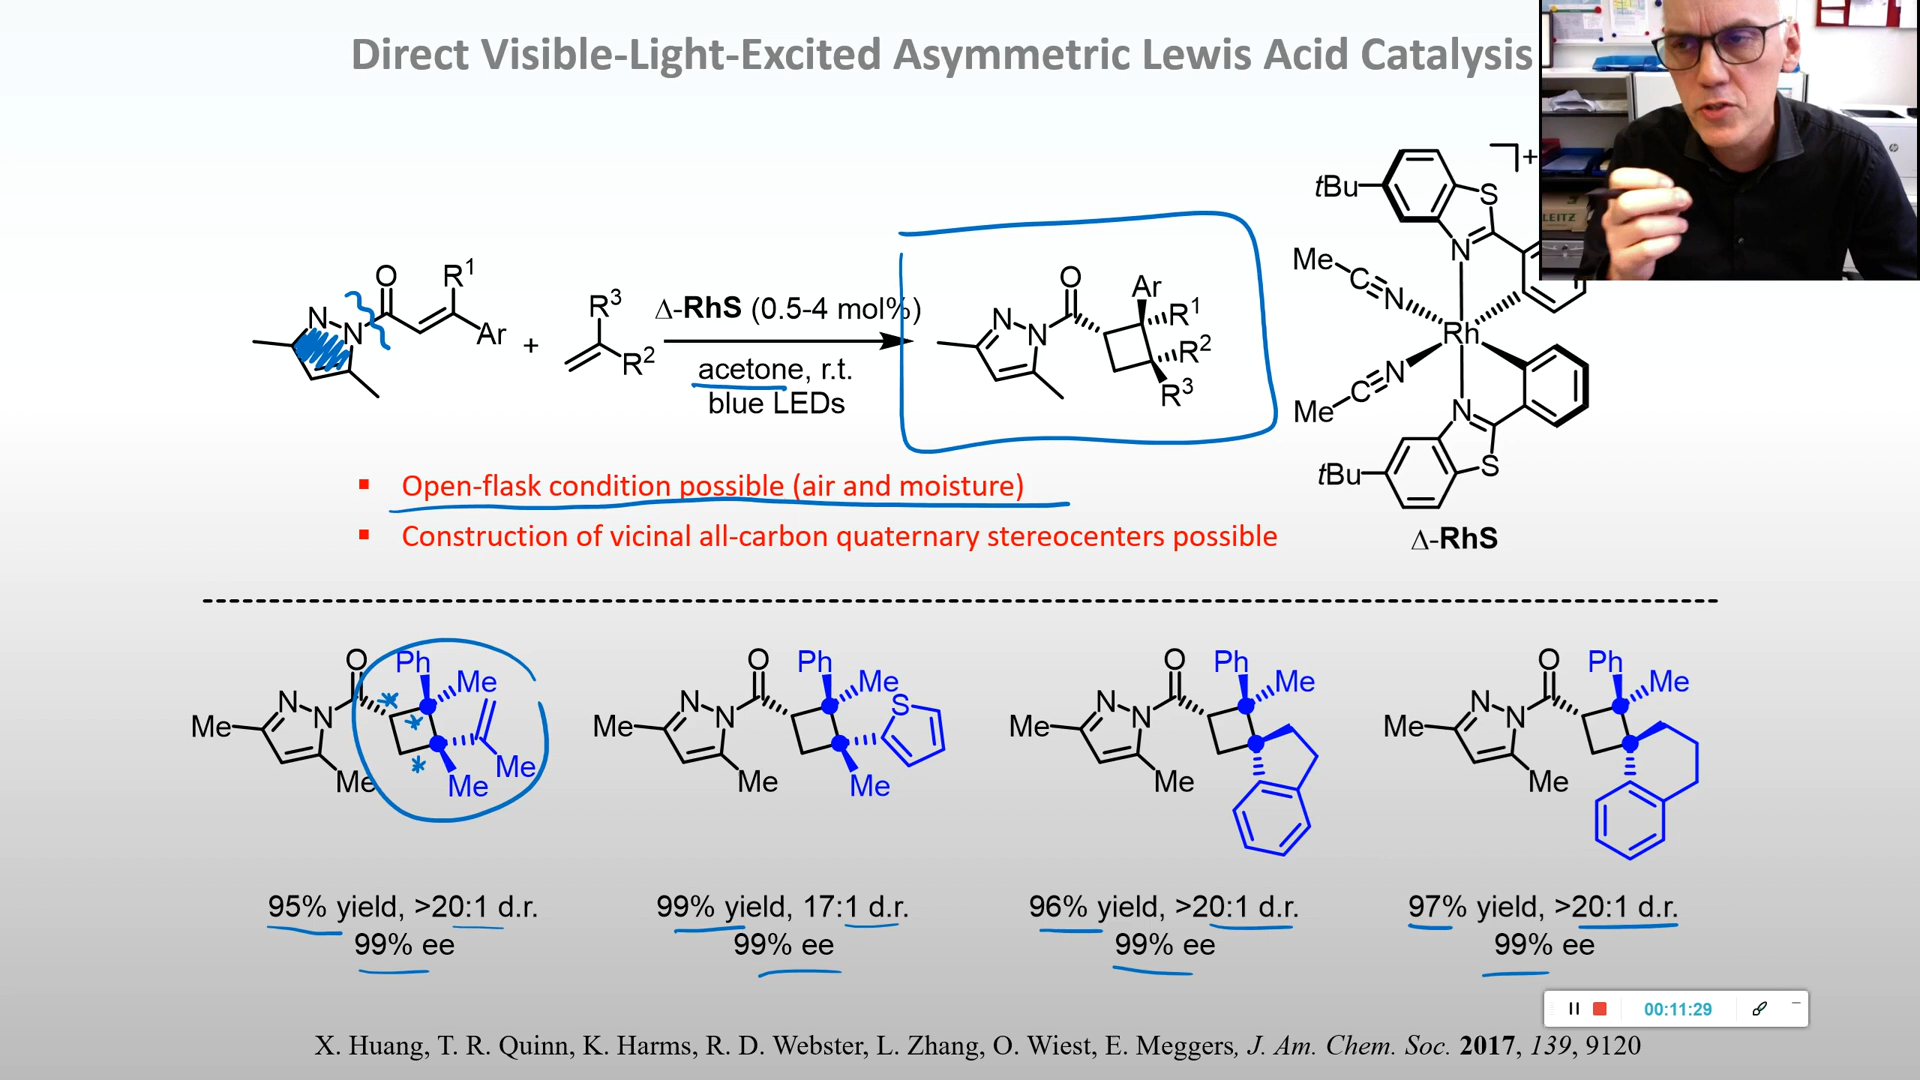 Direct Visible-Light-Excited Asymmetric Lewis Acid Catalysis
LEITZ
O
R1
N
N
Ar
+
R3
R2
Δ-RhS (0.5-4 mol%)
acetone, r.t.
blue LEDs
O
Ar
R1
N
N
R2
R3
+
tBu
S
N
Me
C
N
Rh
N
C
Me
N
tBu
S
Δ-RhS
Open-flask condition possible (air and moisture)
Construction of vicinal all-carbon quaternary stereocenters possible
O
Ph
Me
N
N
Me
Me
Me
Me
O
Ph
Me
S
N
N
Me
Me
Me
O
Ph
Me
N
N
Me
Me
O
Ph
Me
N
N
Me
Me
95% yield, >20:1 d.r.
99% ee
99% yield, 17:1 d.r.
99% ee
96% yield, >20:1 d.r.
99% ee
97% yield, >20:1 d.r.
99% ee
00:11:29
X. Huang, T. R. Quinn, K. Harms, R. D. Webster, L. Zhang, O. Wiest, E. Meggers, J. Am. Chem. Soc. 2017, 139, 9120